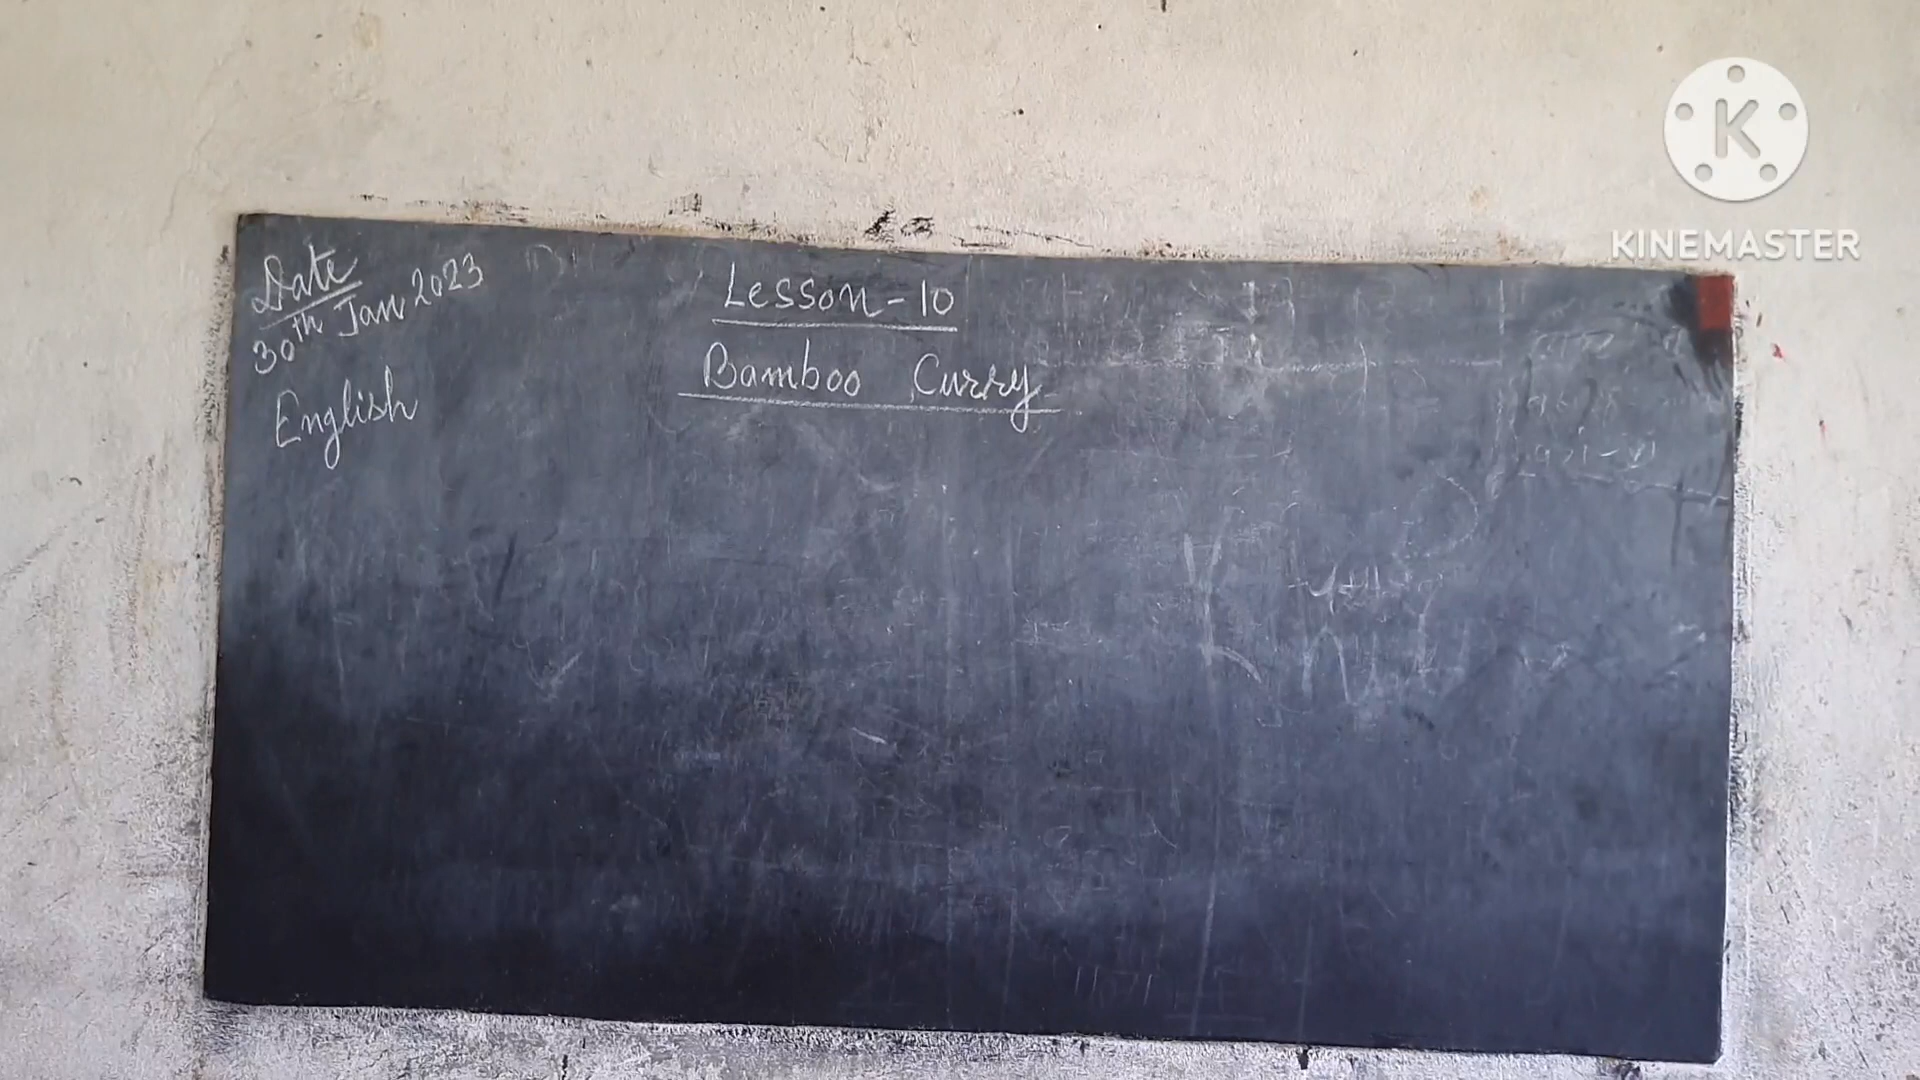 Date
30th Jan 2023
English
Lesson-10
Bamboo Curry
K
KINEMASTER